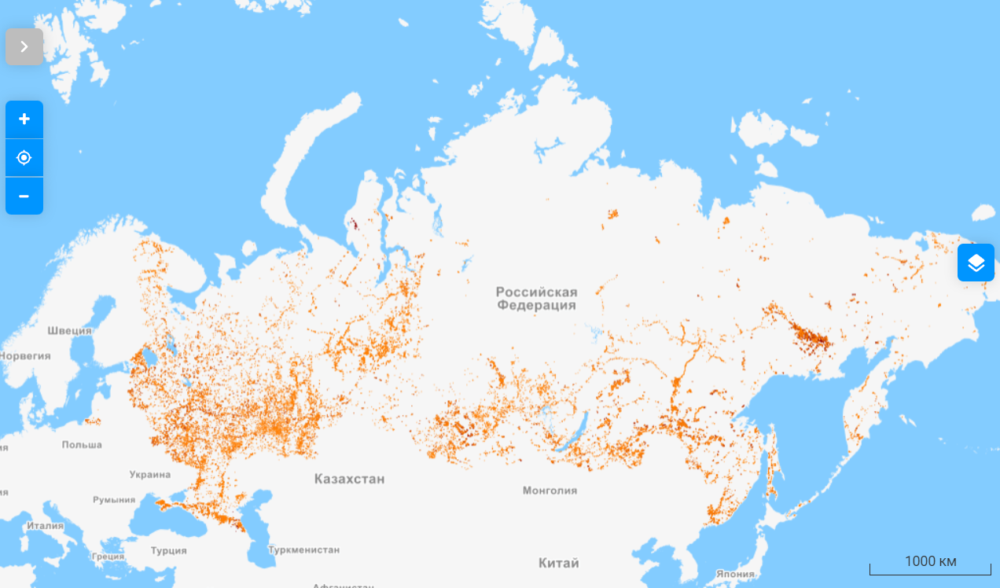 Российская
Федерация
Швеция
Норвегия
Польша
Украина
Казахстан
Румыния
Монголия
Италия
Туркменистан
Турция
Греция
1000 км
Китай
Япония